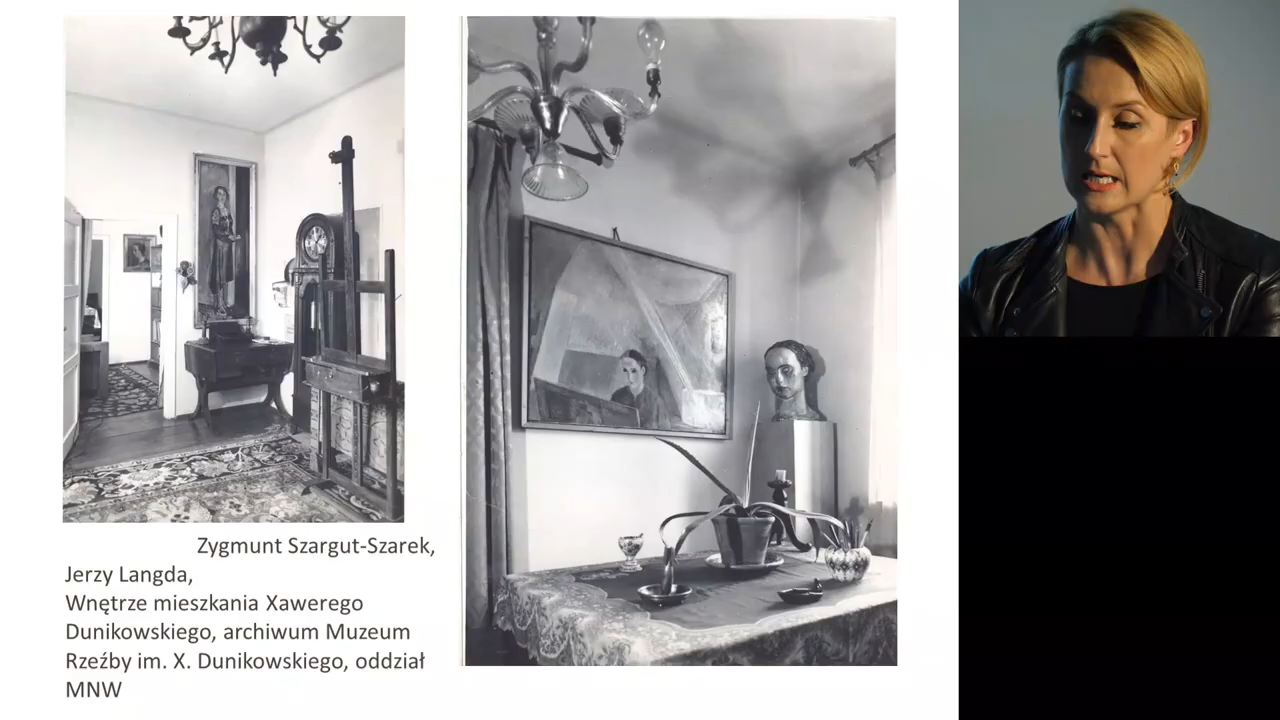 Zygmunt Szargut-Szarek,
Jerzy Langda,
Wnętrze mieszkania Xawerego
Dunikowskiego, archiwum Muzeum
Rzeźby im. X. Dunikowskiego, oddział
MNW